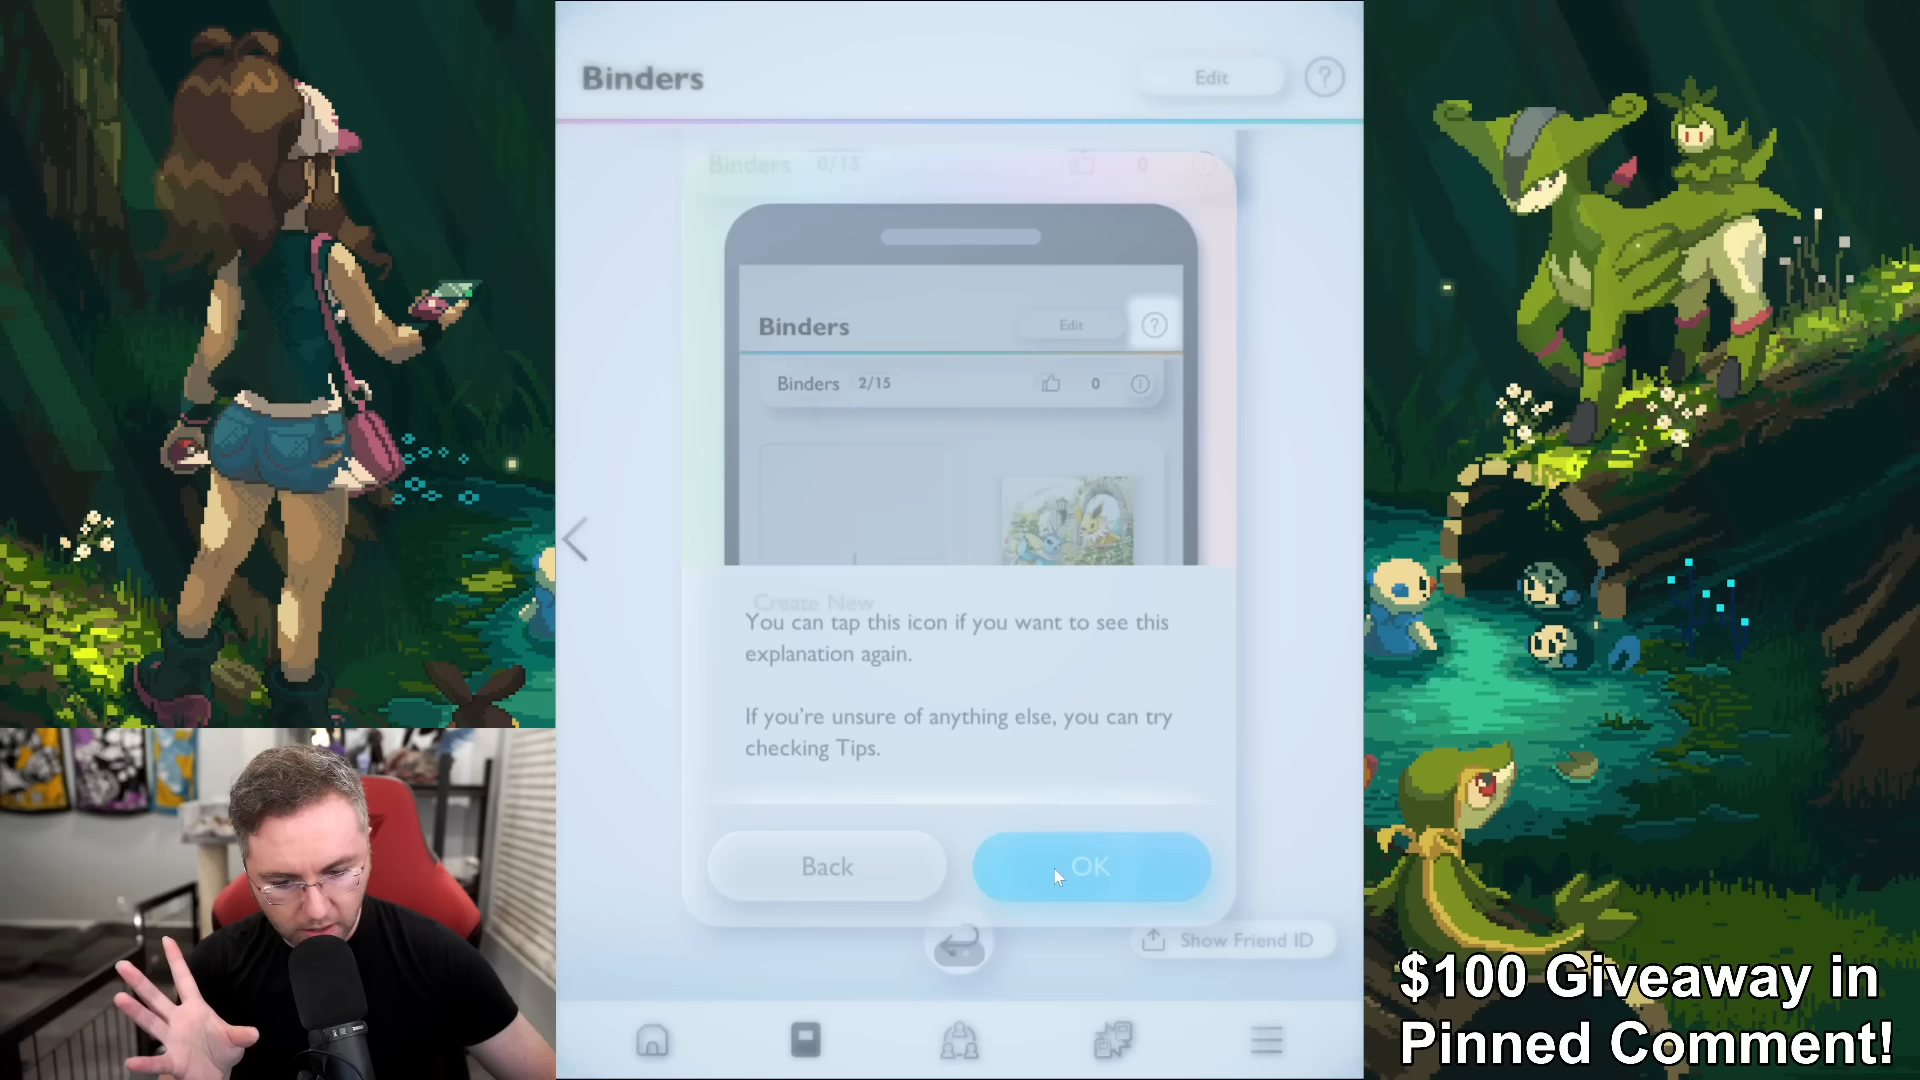 Binders
Edit
?
Binders 0/15
0
Binders
Edit
?
Binders 2/15
0
Create New
You can tap this icon if you want to see this
explanation again.
If you're unsure of anything else, you can try
checking Tips.
Back
OK
Show Friend ID
$100 Giveaway in
Pinned Comment!